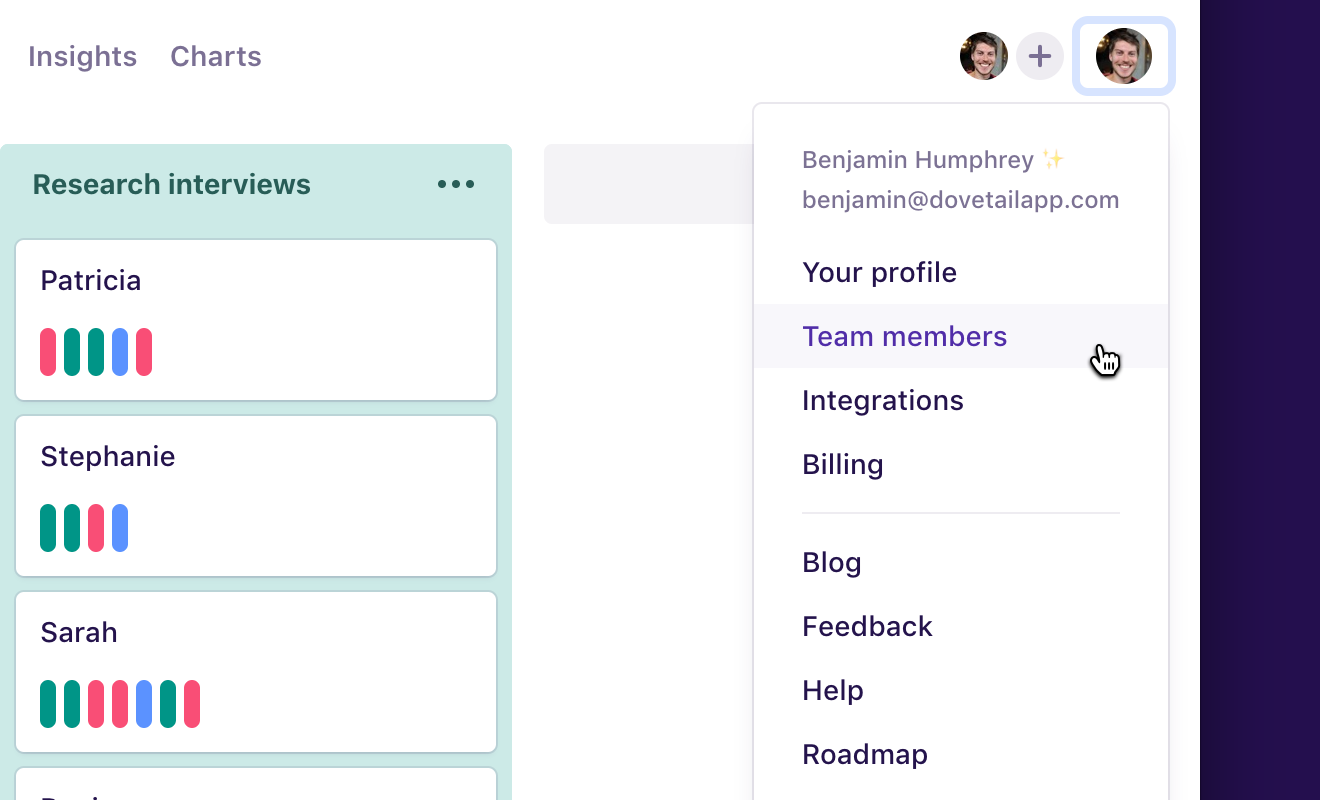 Insights Charts
Benjamin Humphrey ✨
benjamin@dovetailapp.com
Your profile
Team members
Integrations
Billing
Blog
Feedback
Help
Roadmap
Research interviews
Patricia
Stephanie
Sarah